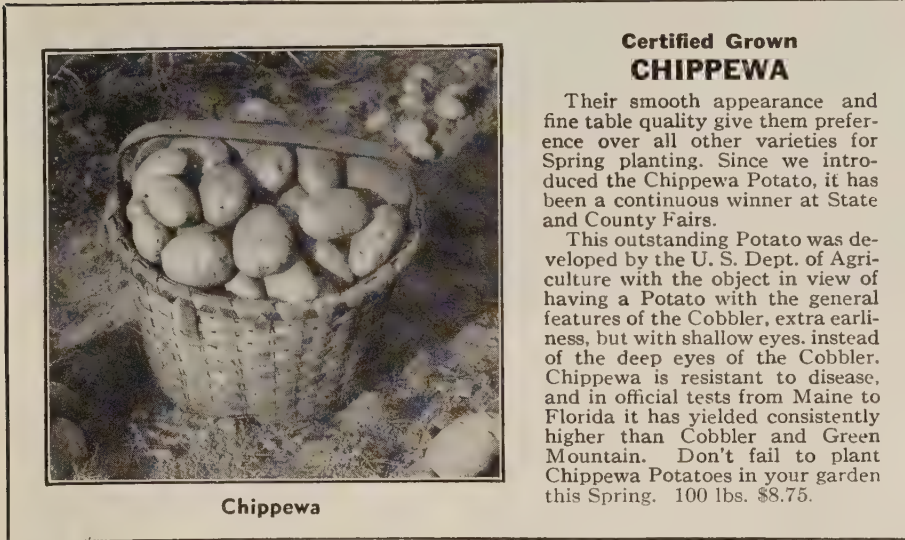 Certified Grown
CHIPPEWA
Their smooth appearance and
fine table quality give them prefer-
ence over all other varieties for
Spring planting. Since we intro-
duced the Chippewa Potato, it has
been a continuous winner at State
and County Fairs.
This outstanding Potato was de-
veloped by the U. S. Dept. of Agri-
culture with the object in view of
having a Potato with the general
features of the Cobbler, extra earli-
ness, but with shallow eyes. instead
of the deep eyes of the Cobbler.
Chippewa is resistant to disease,
and in official tests from Maine to
Florida it has yielded consistently
higher than Cobbler and Green
Mountain. Don't fail to plant
Chippewa Potatoes in your garden
this Spring. 100 lbs. $8.75.
Chippewa